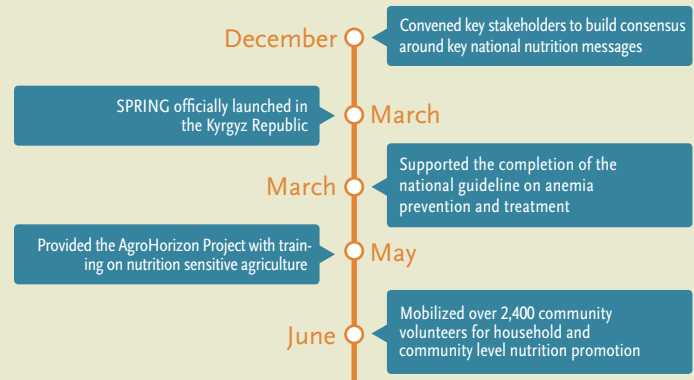 December
Convened key stakeholders to build consensus
around key national nutrition messages
SPRING officially launched in
the Kyrgyz Republic
March
March
Supported the completion of the
national guideline on anemia
prevention and treatment
Provided the AgroHorizon Project with train-
ing on nutrition sensitive agriculture
May
June
Mobilized over 2,400 community
volunteers for household and
community level nutrition promotion